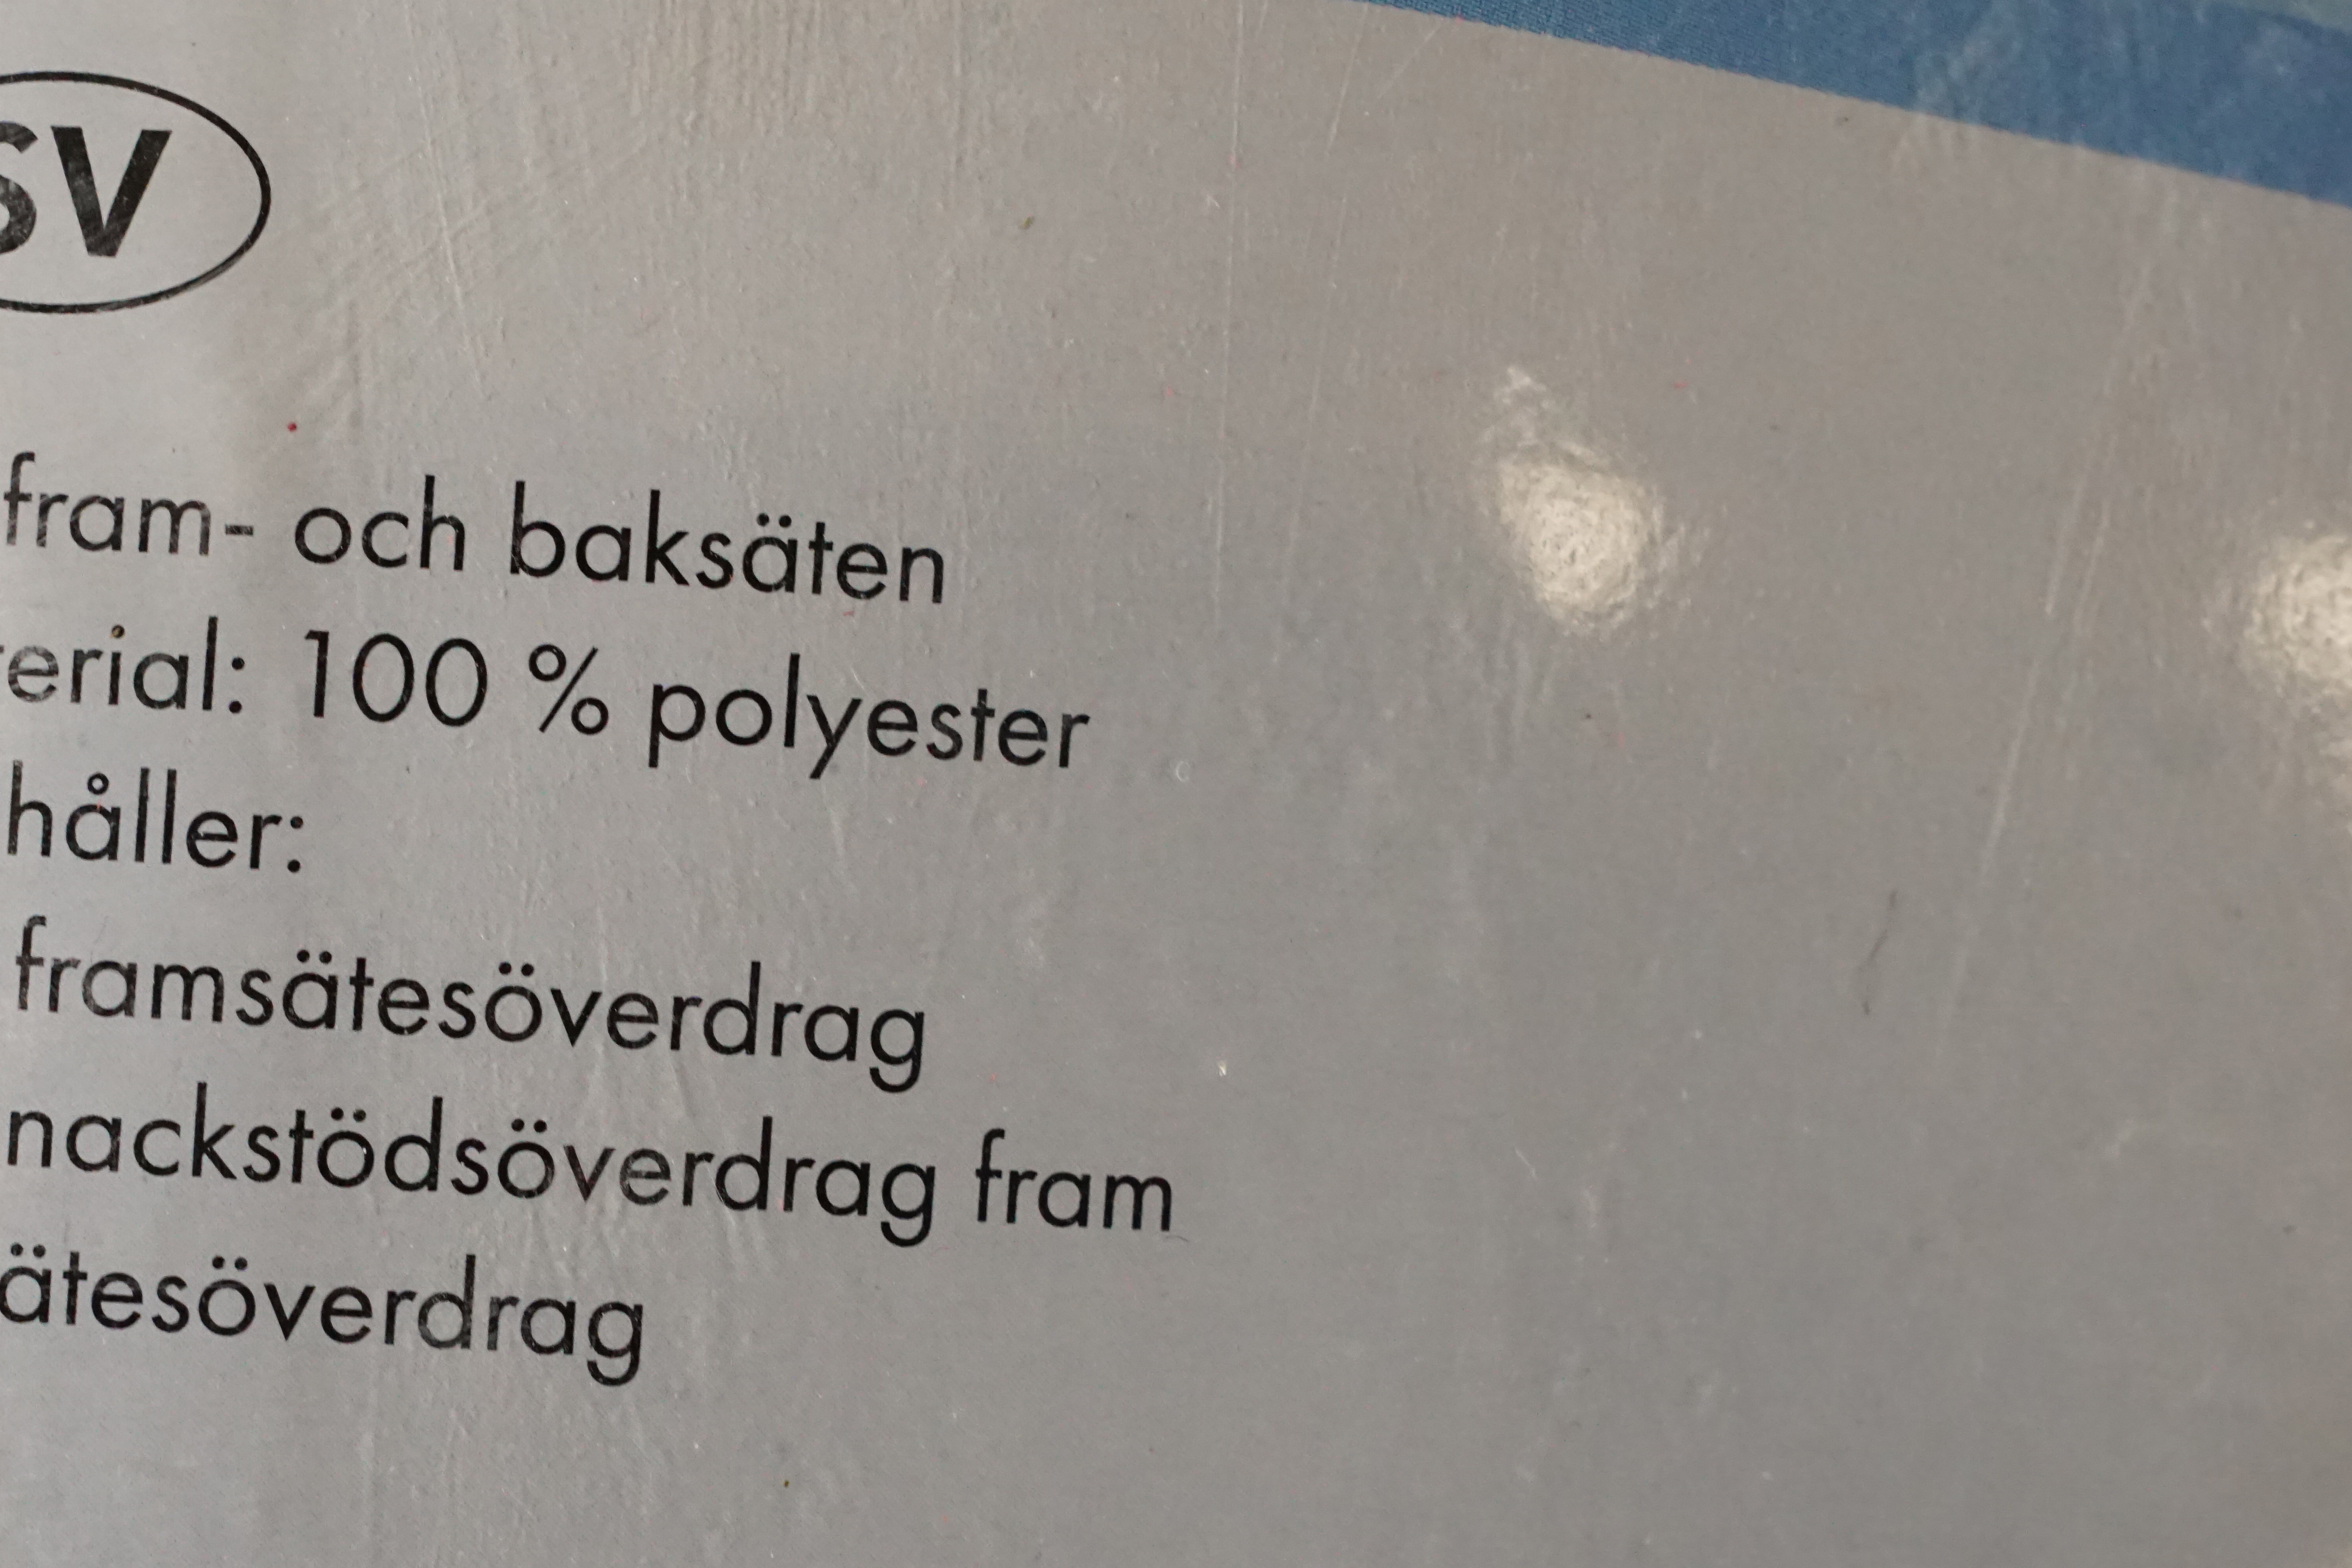 SV
fram- och baksäten
erial: 100 % polyester
håller:
framsätesöverdrag
nackstödsöverdrag fram
ätesöverdrag